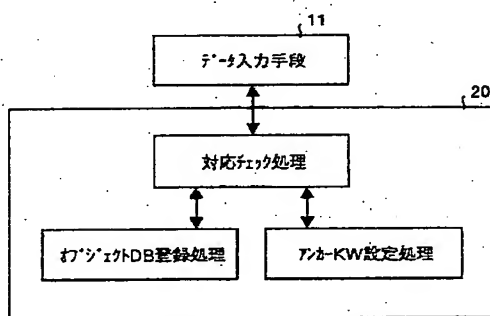 11
データ入力手段
20
対応チェック処理
オブジェクトDB登録処理
アンカーKW設定処理